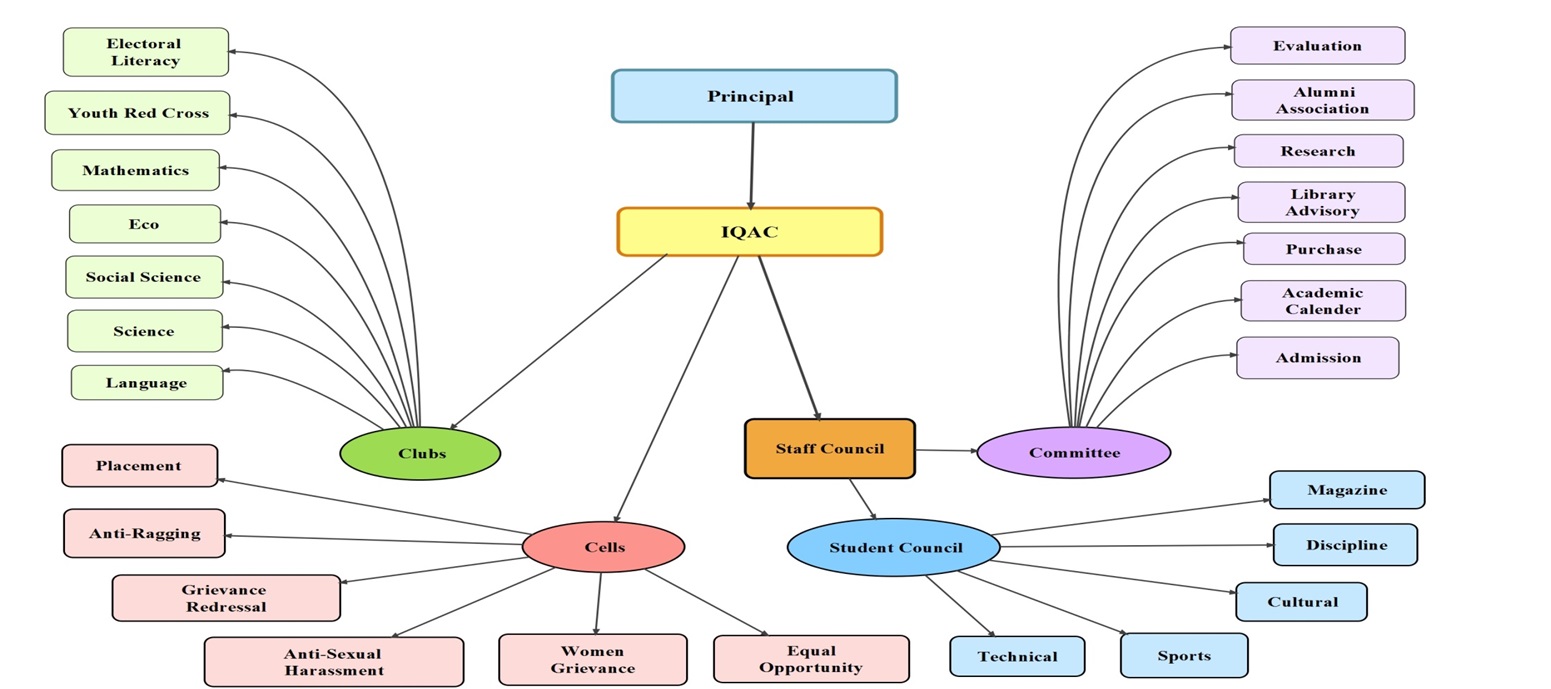 Principal
IQAC
Electoral
Literacy
Youth Red Cross
Mathematics
Eco
Social Science
Science
Language
Clubs
Evaluation
Alumni
Association
Research
Library
Advisory
Purchase
Academic
Calender
Admission
Staff Council
Committee
Placement
Anti-Ragging
Grievance
Redressal
Anti-Sexual
Harassment
Women
Grievance
Equal
Opportunity
Cells
Student Council
Magazine
Discipline
Cultural
Sports
Technical